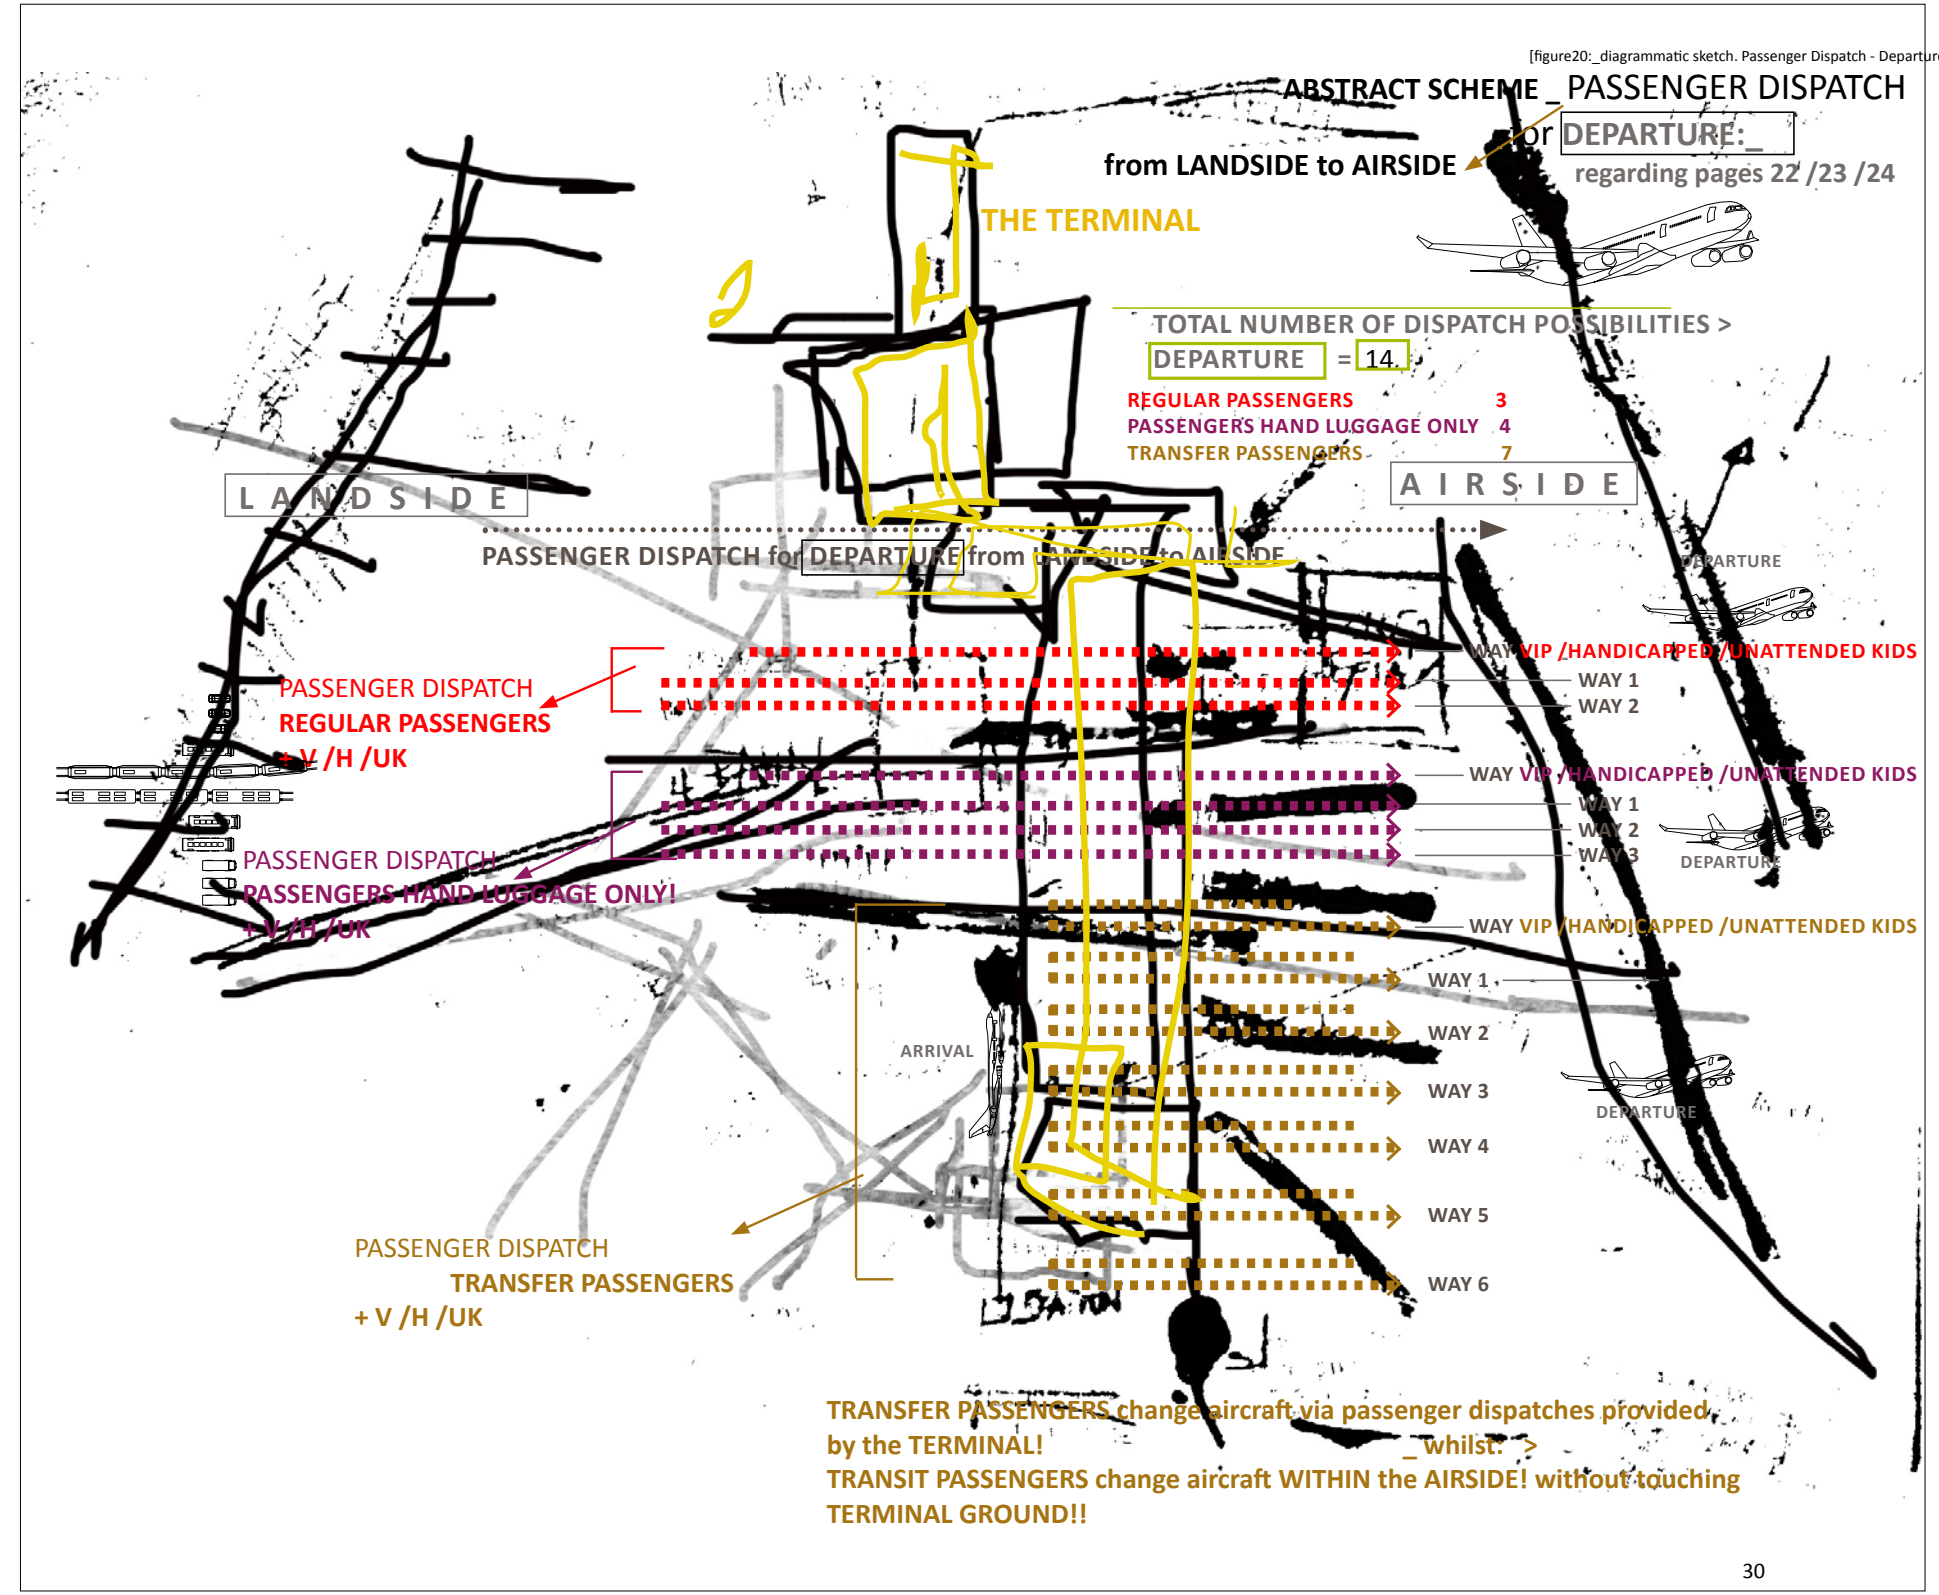 [figure20:_diagrammatic sketch. Passenger Dispatch - Departur
ABSTRACT SCHEME _ PASSENGER DISPATCH
for DEPARTURE:_
from LANDSIDE to AIRSIDE
regarding pages 22 /23 /24
THE TERMINAL
TOTAL NUMBER OF DISPATCH POSSIBILITIES >
DEPARTURE = 14
REGULAR PASSENGERS 3
PASSENGERS HAND LUGGAGE ONLY 4
TRANSFER PASSENGERS 7
LANDSIDE
AIRSIDE
PASSENGER DISPATCH for DEPARTURE from LANDSIDE to AIRSIDE
DEPARTURE
WAY VIP /HANDICAPPED /UNATTENDED KIDS
WAY 1
WAY 2
PASSENGER DISPATCH
REGULAR PASSENGERS
+ V /H /UK
WAY VIP /HANDICAPPED /UNATTENDED KIDS
WAY 1
WAY 2
WAY 3
DEPARTURE
PASSENGER DISPATCH
PASSENGERS HAND LUGGAGE ONLY!
+ V /H /UK
WAY VIP /HANDICAPPED /UNATTENDED KIDS
WAY 1
WAY 2
ARRIVAL
WAY 3
DEPARTURE
WAY 4
WAY 5
WAY 6
PASSENGER DISPATCH
TRANSFER PASSENGERS
+ V /H /UK
TRANSFER PASSENGERS change aircraft via passenger dispatches provided
by the TERMINAL! _ whilst: >
TRANSIT PASSENGERS change aircraft WITHIN the AIRSIDE! without touching
TERMINAL GROUND!!
30